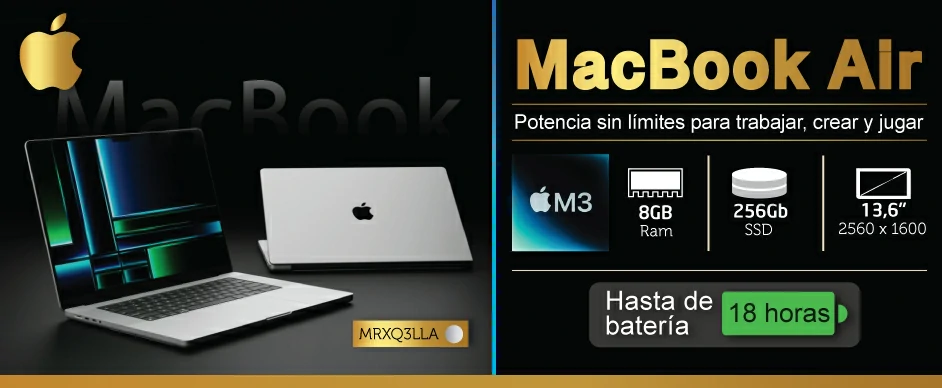 MacBook
MRXQ3LLA
MacBook Air
Potencia sin límites para trabajar, crear y jugar
M3
8GB
Ram
256Gb
SSD
13,6”
2560 x 1600
Hasta de
batería
18 horas